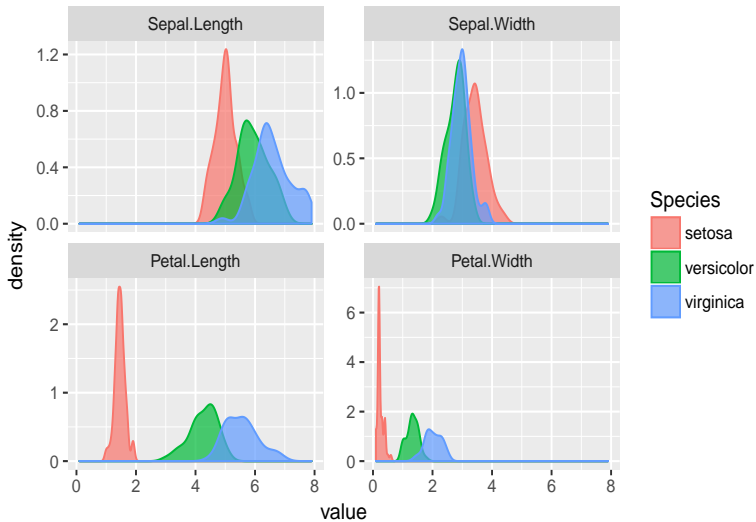 Sepal.Length
Sepal.Width
1.2
0.8
0.4
0.0
1.0
0.5
0.0
density
Petal.Length
Petal.Width
2
1
0
6
4
2
0
0 2 4 6 8
0 2 4 6 8
value
Species
setosa
versicolor
virginica